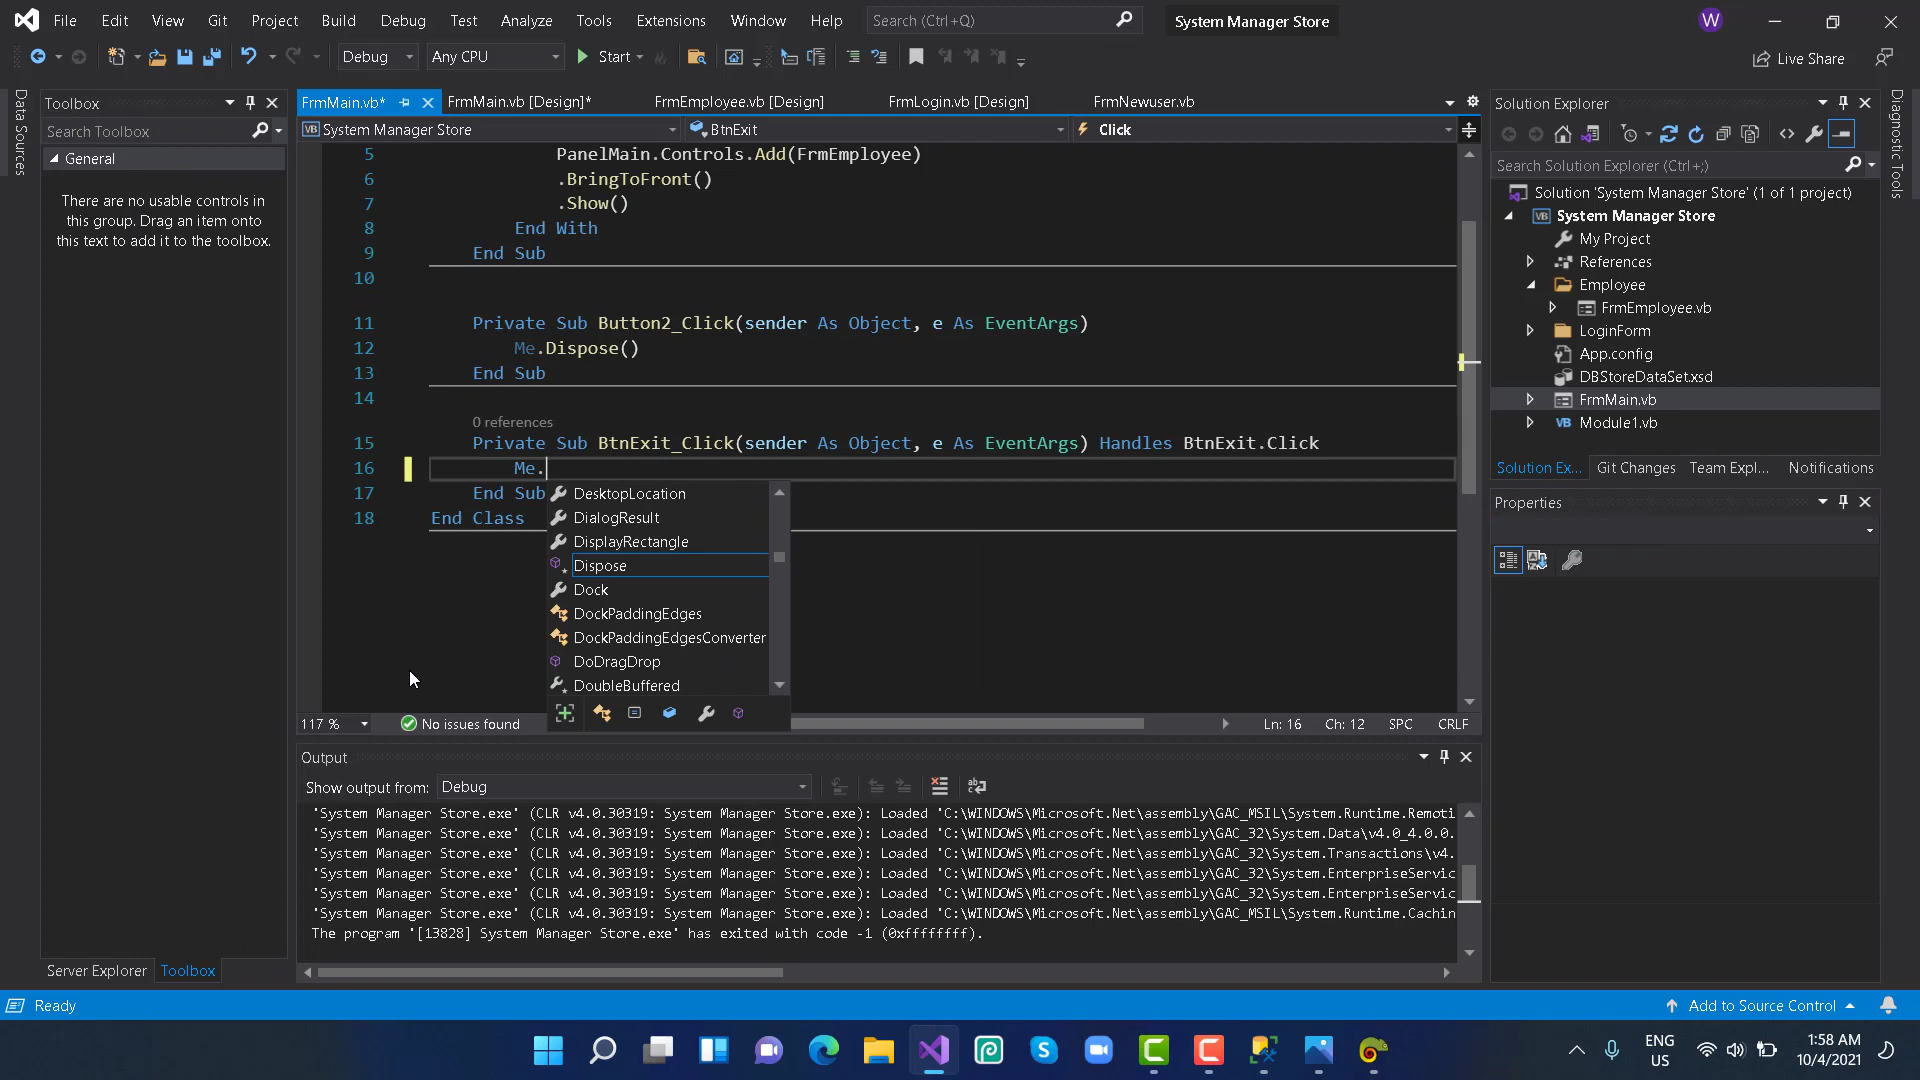 File Edit View Git Project Build Debug Test Analyze Tools Extensions Window Help Search (Ctrl+Q) System Manager Store W
Debug Any CPU Start Live Share
Data Sources
Toolbox
Search Toolbox
General
There are no usable controls in
this group. Drag an item onto
this text to add it to the toolbox.
Server Explorer Toolbox
FrmMain.vb* FrmMain.vb [Design]* FrmEmployee.vb [Design] FrmLogin.vb [Design] FrmNewuser.vb
VB System Manager Store BtnExit Click
5 PanelMain.Controls.Add(FrmEmployee)
6 .BringToFront()
7 .Show()
8 End With
9 End Sub
10
11 Private Sub Button2_Click(sender As Object, e As EventArgs)
12 Me.Dispose()
13 End Sub
14
0 references
15 Private Sub BtnExit_Click(sender As Object, e As EventArgs) Handles BtnExit.Click
16 Me.
17 End Sub
18 End Class
DesktopLocation
DialogResult
DisplayRectangle
Dispose
Dock
DockPaddingEdges
DockPaddingEdgesConverter
DoDragDrop
DoubleBuffered
117 % No issues found Ln: 16 Ch: 12 SPC CRLF
Output
Show output from: Debug
'System Manager Store.exe' (CLR v4.0.30319: System Manager Store.exe): Loaded 'C:\WINDOWS\Microsoft.Net\assembly\GAC_MSIL\System.Runtime.Remoti
'System Manager Store.exe' (CLR v4.0.30319: System Manager Store.exe): Loaded 'C:\WINDOWS\Microsoft.Net\assembly\GAC_32\System.Data\v4.0_4.0.0.
'System Manager Store.exe' (CLR v4.0.30319: System Manager Store.exe): Loaded 'C:\WINDOWS\Microsoft.Net\assembly\GAC_32\System.Transactions\v4.
'System Manager Store.exe' (CLR v4.0.30319: System Manager Store.exe): Loaded 'C:\WINDOWS\Microsoft.Net\assembly\GAC_32\System.EnterpriseServic
'System Manager Store.exe' (CLR v4.0.30319: System Manager Store.exe): Loaded 'C:\WINDOWS\Microsoft.Net\assembly\GAC_32\System.EnterpriseServic
'System Manager Store.exe' (CLR v4.0.30319: System Manager Store.exe): Loaded 'C:\WINDOWS\Microsoft.Net\assembly\GAC_MSIL\System.Runtime.Cachin
The program '[13828] System Manager Store.exe' has exited with code -1 (0xffffffff).
Solution Explorer
Search Solution Explorer (Ctrl+;)
Solution 'System Manager Store' (1 of 1 project)
VB System Manager Store
My Project
References
Employee
FrmEmployee.vb
LoginForm
App.config
DBStoreDataSet.xsd
FrmMain.vb
VB Module1.vb
Solution Ex... Git Changes Team Expl... Notifications
Properties
Diagnostic Tools
Ready Add to Source Control
ENG
US
1:58 AM
10/4/2021